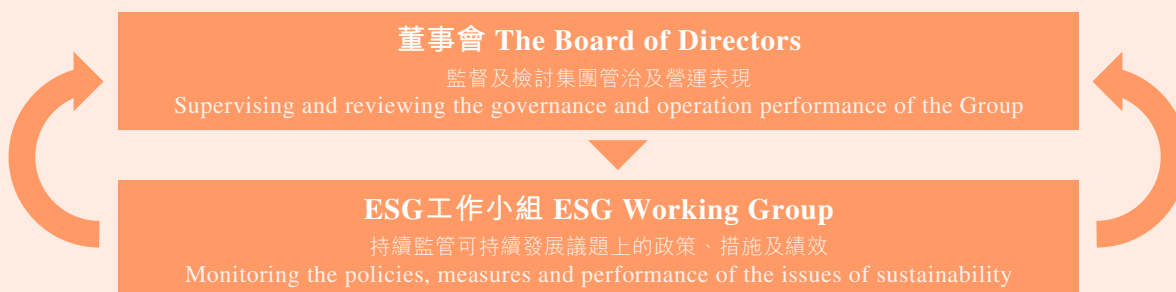 董事會 The Board of Directors
監督及檢討集團管治及營運表現
Supervising and reviewing the governance and operation performance of the Group
ESG工作小組 ESG Working Group
持續監管可持續發展議題上的政策、措施及績效
Monitoring the policies, measures and performance of the issues of sustainability